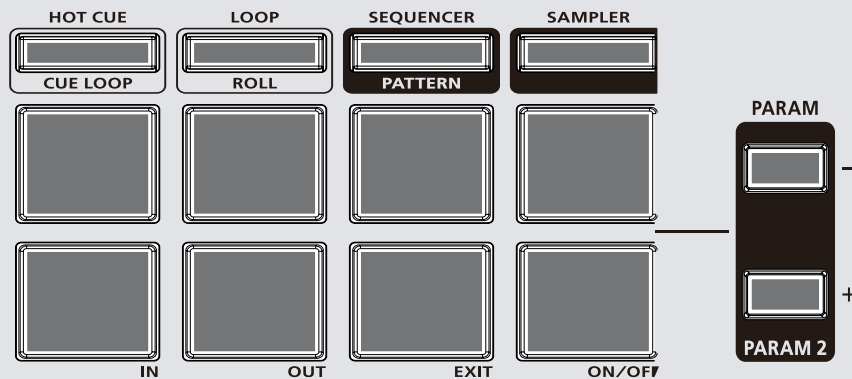 HOT CUE LOOP SEQUENCER SAMPLER
CUE LOOP ROLL PATTERN
PARAM
−
+
PARAM 2
IN OUT EXIT ON/OFF